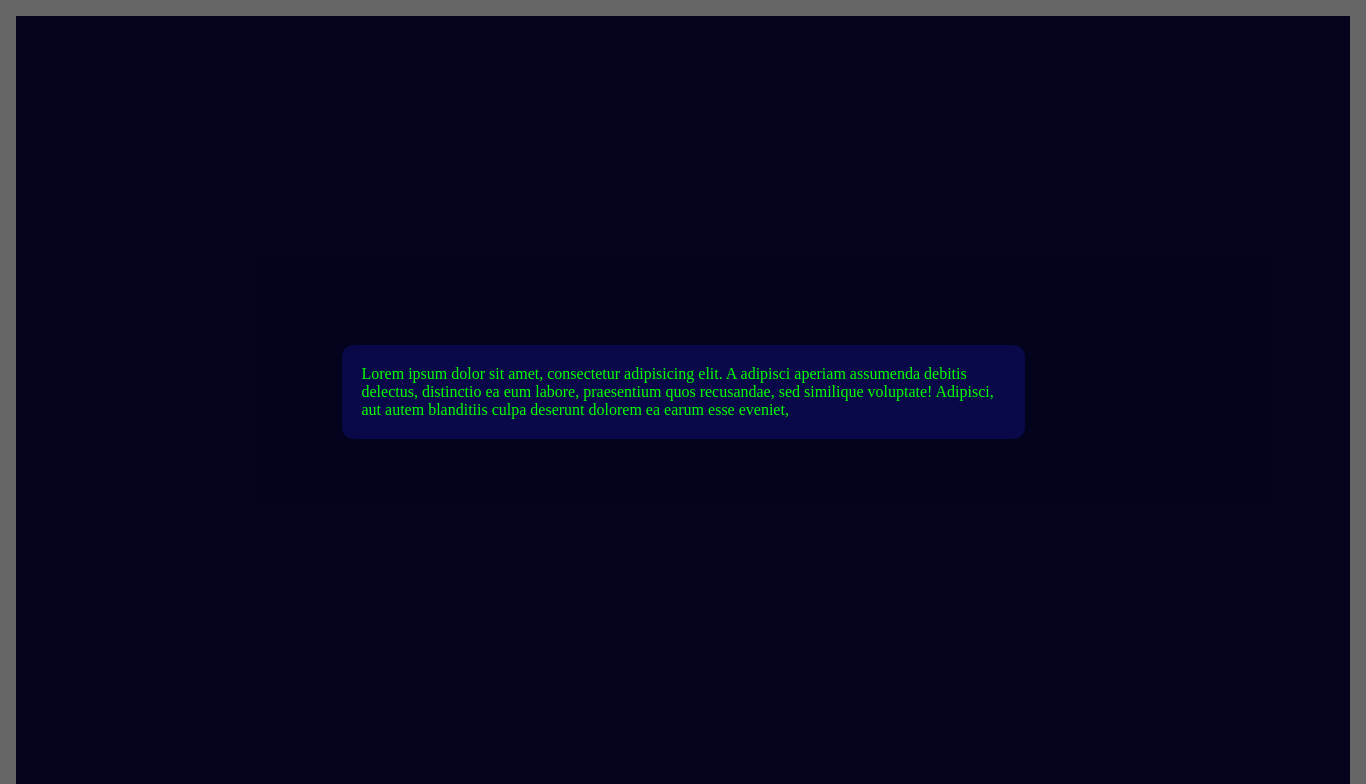 Lorem ipsum dolor sit amet, consectetur adipisicing elit. A adipisci aperiam assumenda debitis
delectus, distinctio ea eum labore, praesentium quos recusandae, sed similique voluptate! Adipisci,
aut autem blanditiis culpa deserunt dolorem ea earum esse eveniet,